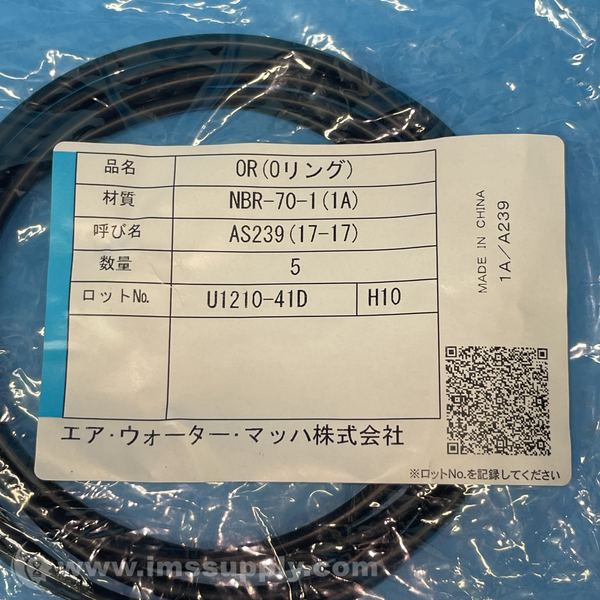 品名 OR(Oリング)
材質 NBR-70-1(1A)
呼び名 AS239(17-17)
数量 5
ロットNo. U1210-41D H10
エア・ウォーター・マッハ株式会社
MADE IN CHINA
1A/A239
※ロットNo.を記録してください
www.imssupply.com